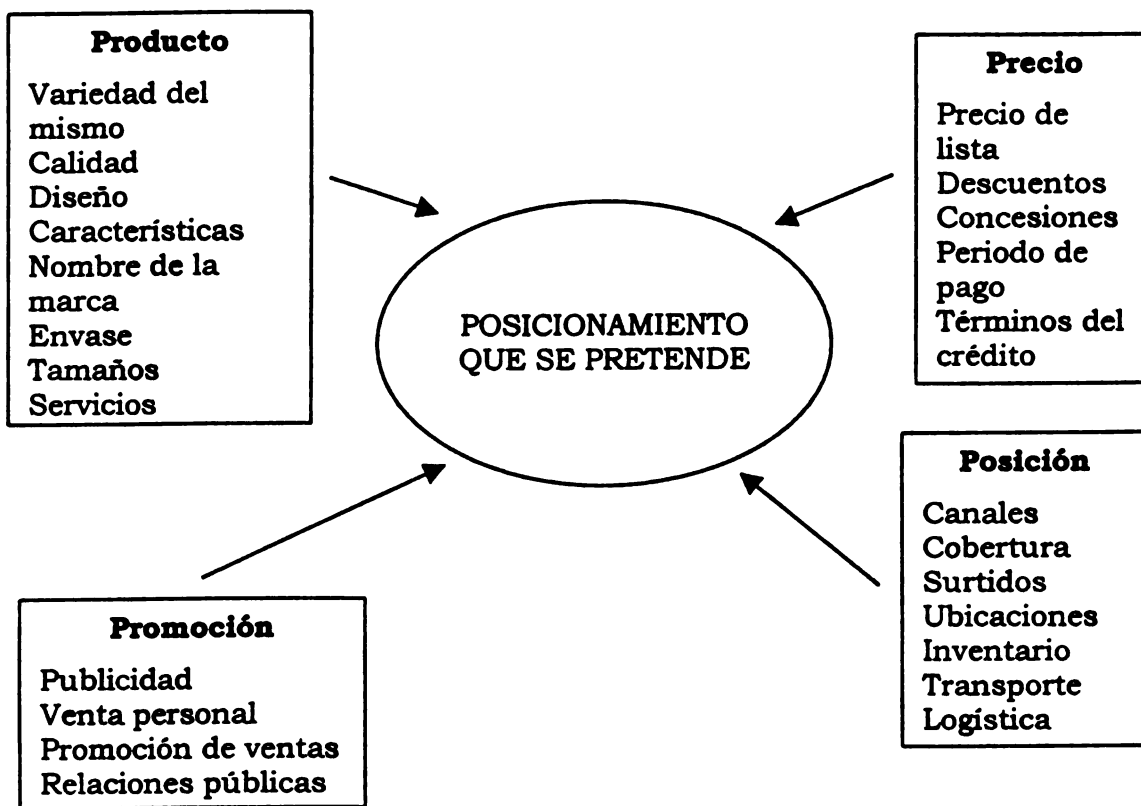 Producto
Variedad del
mismo
Calidad
Diseño
Características
Nombre de la
marca
Envase
Tamaños
Servicios
Precio
Precio de
lista
Descuentos
Concesiones
Periodo de
pago
Términos del
crédito
POSICIONAMIENTO
QUE SE PRETENDE
Promoción
Publicidad
Venta personal
Promoción de ventas
Relaciones públicas
Posición
Canales
Cobertura
Surtidos
Ubicaciones
Inventario
Transporte
Logística